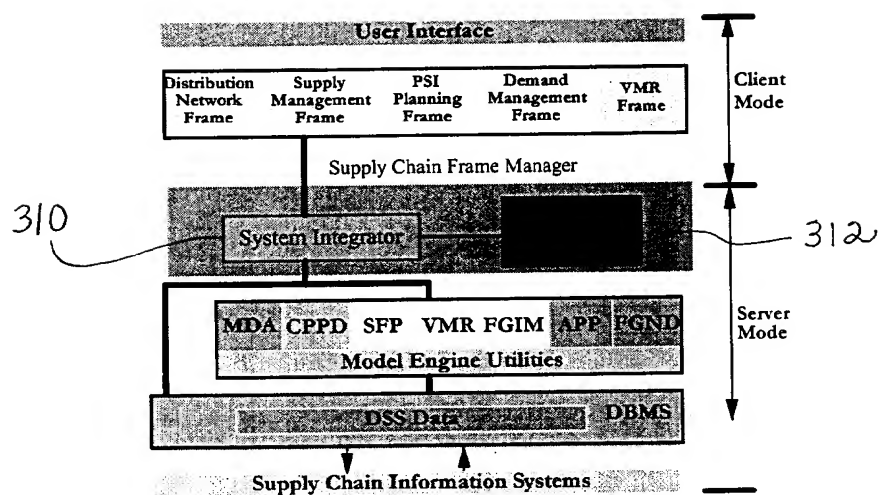 User Interface
Distribution Network Frame
Supply Management Frame
PSI Planning Frame
Demand Management Frame
VMR Frame
Client Mode
Supply Chain Frame Manager
310
System Integrator
312
MDA CPPD SFP VMR FGIM APP FGND
Model Engine Utilities
Server Mode
DSS Data
DBMS
Supply Chain Information Systems